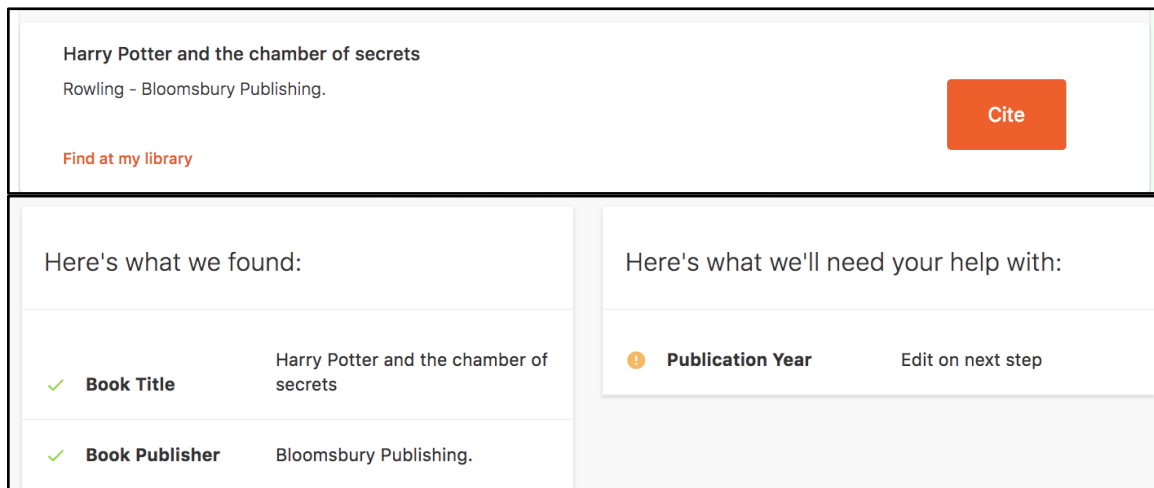 Harry Potter and the chamber of secrets
Rowling - Bloomsbury Publishing.
Cite
Find at my library
Here's what we found:
Book Title
Harry Potter and the chamber of
secrets
Book Publisher
Bloomsbury Publishing.
Here's what we'll need your help with:
Publication Year
Edit on next step